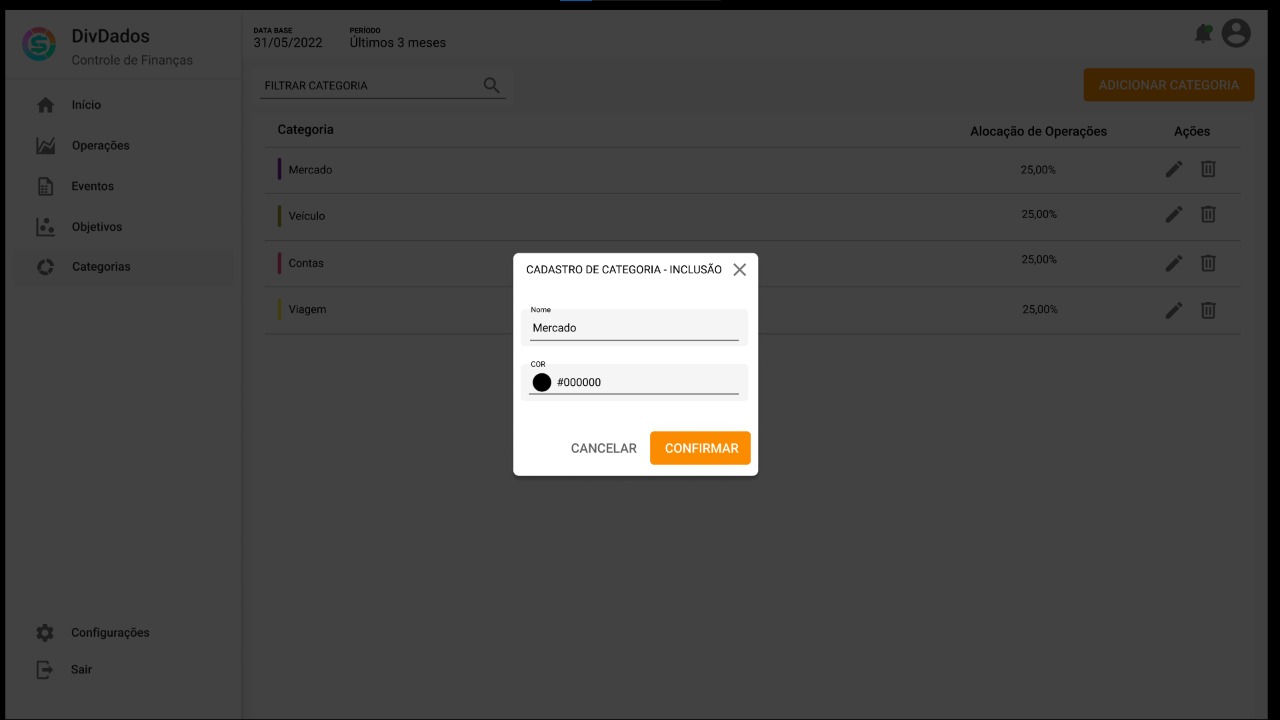 DivDados
Controle de Finanças
Início
Operações
Eventos
Objetivos
Categorias
Configurações
Sair
DATA BASE
31/05/2022
PERÍODO
Últimos 3 meses
FILTRAR CATEGORIA
ADICIONAR CATEGORIA
Categoria Alocação de Operações Ações
Mercado 25,00%
Veículo 25,00%
Contas 25,00%
Viagem 25,00%
CADASTRO DE CATEGORIA - INCLUSÃO
Nome
Mercado
COR
#000000
CANCELAR CONFIRMAR